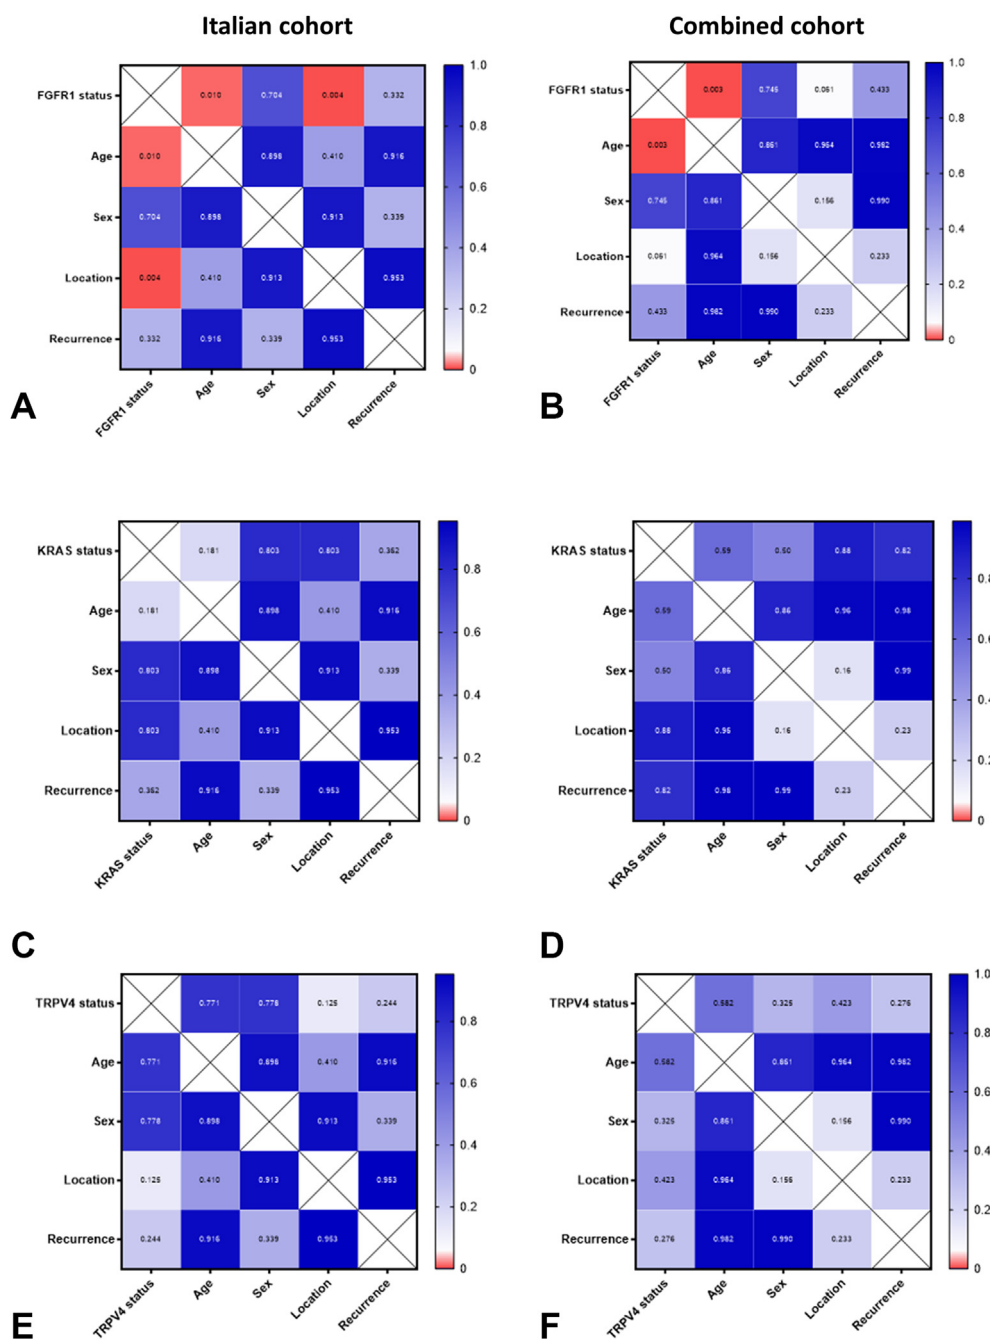 Italian cohort
Combined cohort
FGFR1 status 0.010 0.704 0.004 0.332
Age 0.010 0.898 0.410 0.916
Sex 0.704 0.898 0.913 0.339
Location 0.004 0.410 0.913 0.953
Recurrence 0.332 0.916 0.339 0.953
FGFR1 status Age Sex Location Recurrence
1.0
0.8
0.6
0.4
0.2
0
A
FGFR1 status 0.003 0.745 0.061 0.433
Age 0.003 0.861 0.964 0.982
Sex 0.745 0.861 0.156 0.990
Location 0.061 0.964 0.156 0.233
Recurrence 0.433 0.982 0.990 0.233
FGFR1 status Age Sex Location Recurrence
1.0
0.8
0.6
0.4
0.2
0
B
KRAS status 0.181 0.803 0.803 0.362
Age 0.181 0.898 0.410 0.916
Sex 0.803 0.898 0.913 0.339
Location 0.803 0.410 0.913 0.953
Recurrence 0.362 0.916 0.339 0.953
KRAS status Age Sex Location Recurrence
0.8
0.6
0.4
0.2
0
C
KRAS status 0.59 0.50 0.88 0.82
Age 0.59 0.86 0.96 0.98
Sex 0.50 0.86 0.16 0.99
Location 0.88 0.96 0.16 0.23
Recurrence 0.82 0.98 0.99 0.23
KRAS status Age Sex Location Recurrence
0.8
0.6
0.4
0.2
0
D
TRPV4 status 0.771 0.778 0.125 0.244
Age 0.771 0.898 0.410 0.916
Sex 0.778 0.898 0.913 0.339
Location 0.125 0.410 0.913 0.953
Recurrence 0.244 0.916 0.339 0.953
TRPV4 status Age Sex Location Recurrence
0.8
0.6
0.4
0.2
0
E
TRPV4 status 0.582 0.325 0.423 0.276
Age 0.582 0.861 0.964 0.982
Sex 0.325 0.861 0.156 0.990
Location 0.423 0.964 0.156 0.233
Recurrence 0.276 0.982 0.990 0.233
TRPV4 status Age Sex Location Recurrence
1.0
0.8
0.6
0.4
0.2
0
F